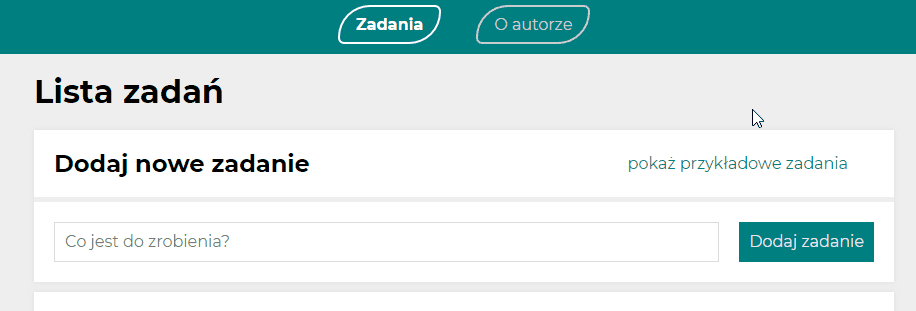 Zadania O autorze
Lista zadań
Dodaj nowe zadanie pokaż przykładowe zadania
Co jest do zrobienia? Dodaj zadanie